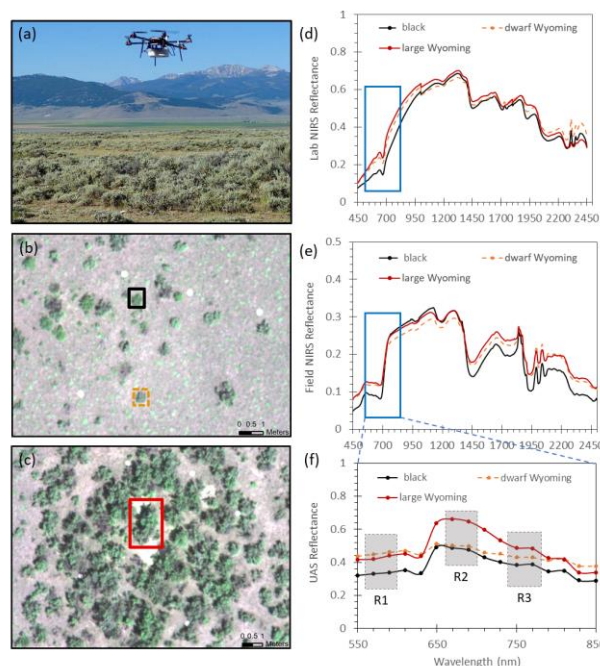 (a)
(b)
0 0.5 1
Meters
(c)
0 0.5 1
Meters
(d)
black
dwarf Wyoming
large Wyoming
Lab NIRS Reflectance
1
0.8
0.6
0.4
0.2
0
450 700 950 1200 1450 1700 1950 2200 2450
(e)
black
dwarf Wyoming
large Wyoming
Field NIRS Reflectance
0.5
0.4
0.3
0.2
0.1
0
450 700 950 1200 1450 1700 1950 2200 2450
(f)
black
dwarf Wyoming
large Wyoming
UAS Reflectance
1
0.8
0.6
0.4
0.2
0
R1
R2
R3
550 650 750 850
Wavelength (nm)